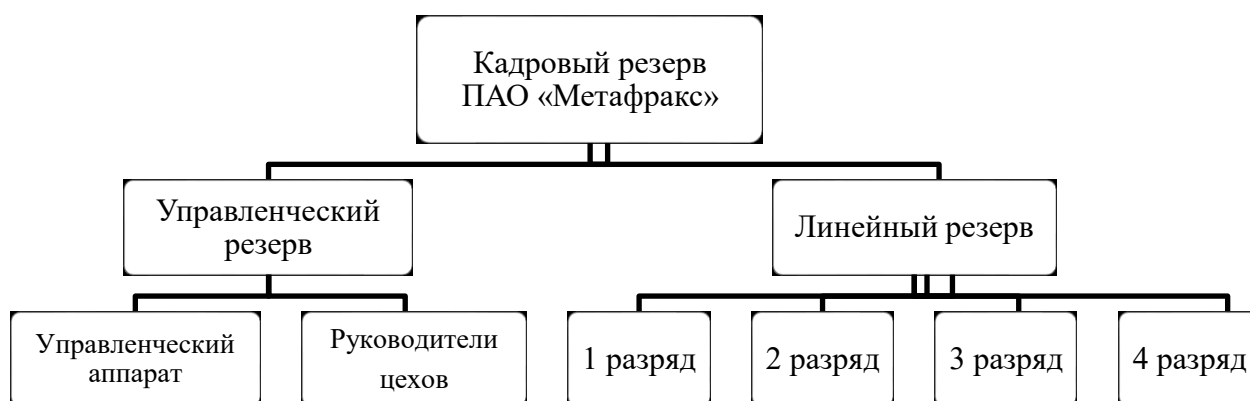 Кадровый резерв
ПАО «Метафракс»
Управленческий
резерв
Линейный резерв
Управленческий
аппарат
Руководители
цехов
1 разряд
2 разряд
3 разряд
4 разряд